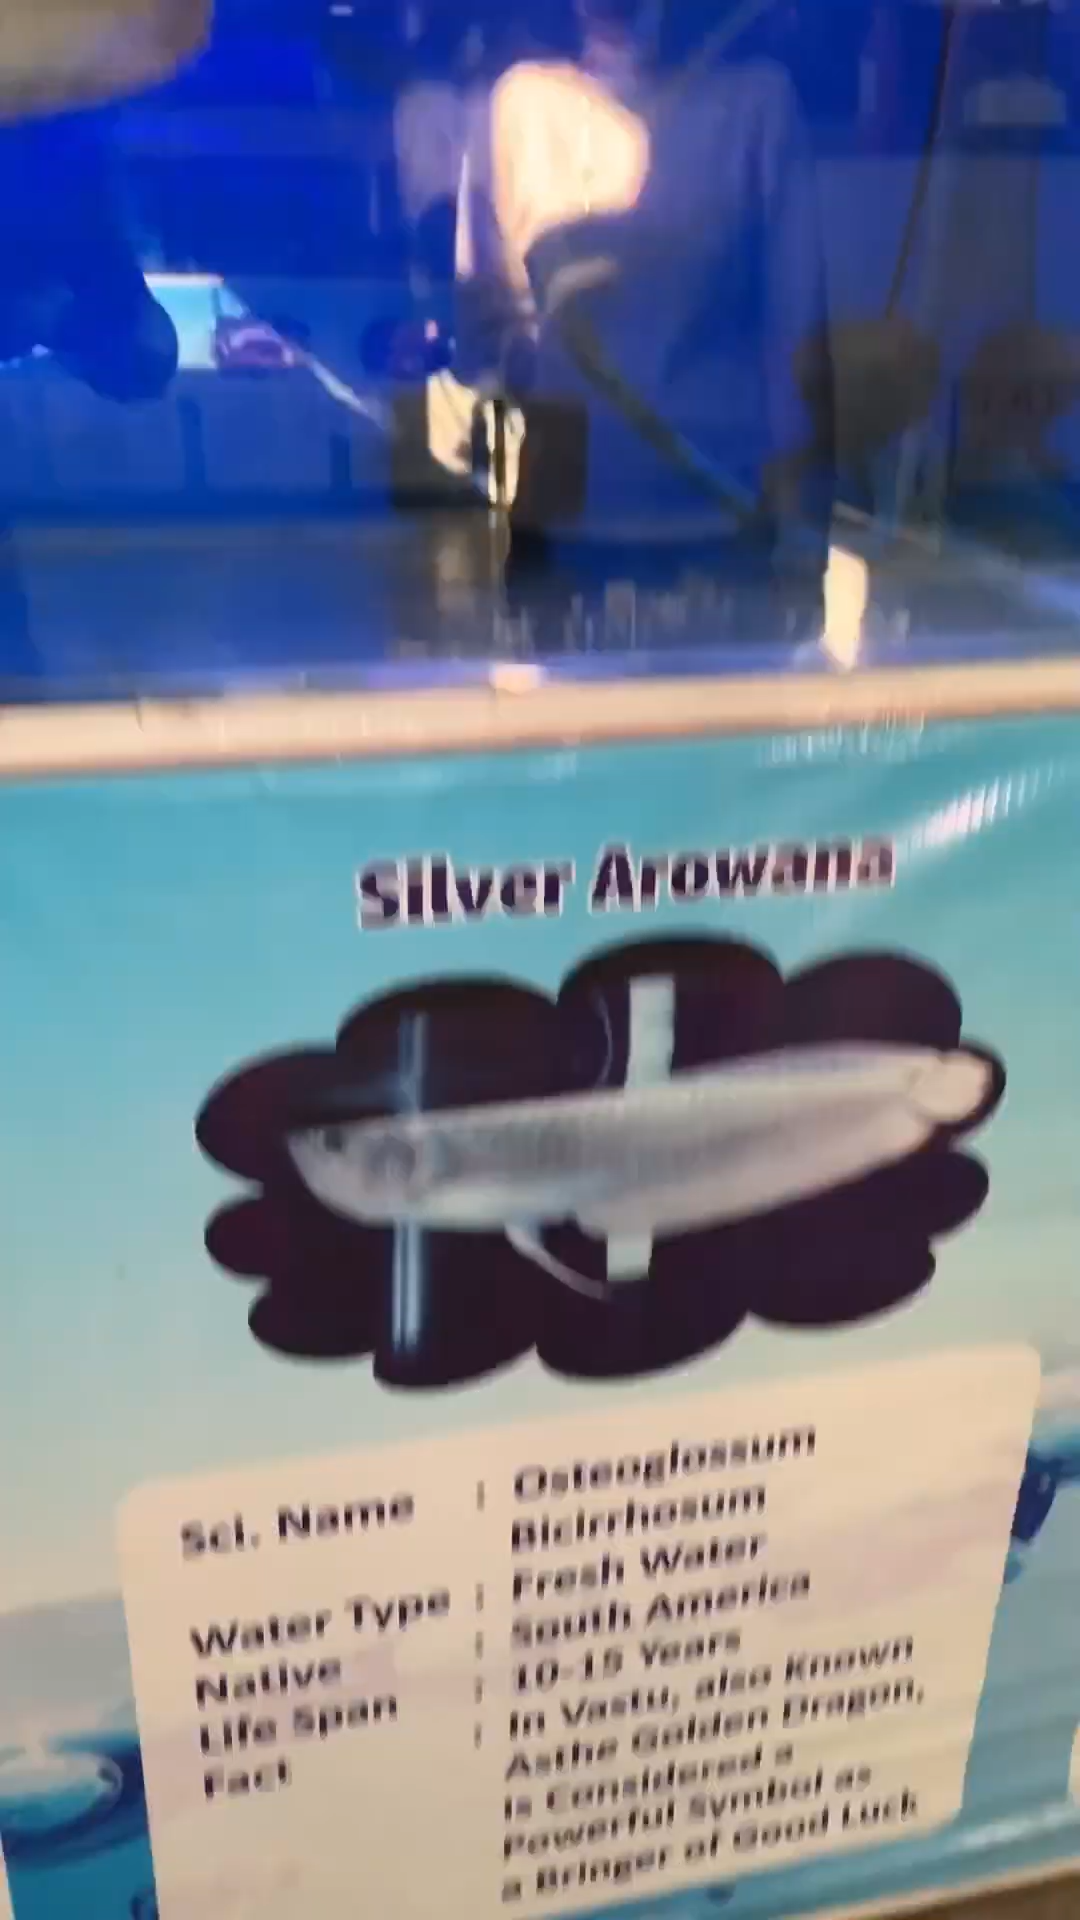 Silver Arowana
Sci. Name : Osteoglossum
Bicirrhosum
Water Type : Fresh Water
Native : South America
Life Span : 10-15 Years
Fact : In Vastu, also Known
Asthe Golden Dragon,
is Considered a
Powerful Symbol as
a Bringer of Good Luck